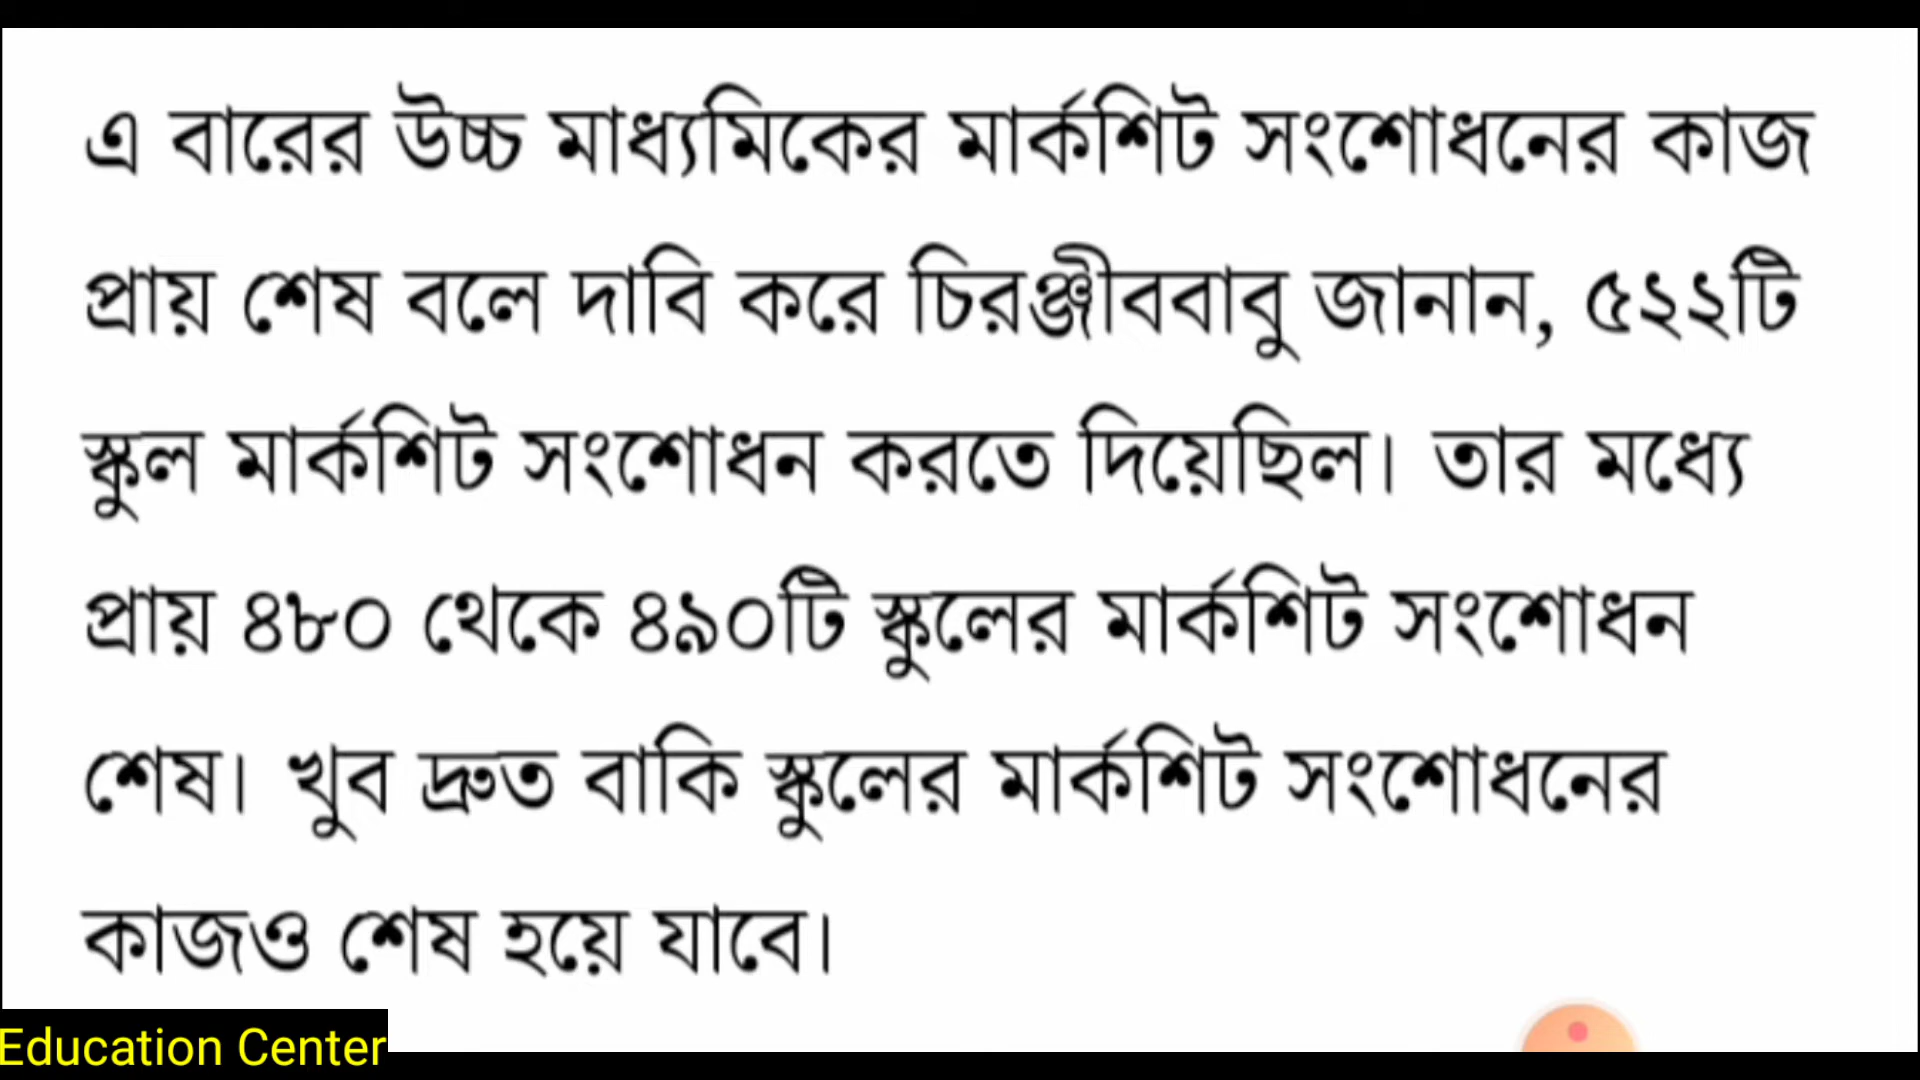 এ বারের উচ্চ মাধ্যমিকের মার্কশিট সংশোধনের কাজ
প্রায় শেষ বলে দাবি করে চিরঞ্জীববাবু জানান, ৫২২টি
স্কুল মার্কশিট সংশোধন করতে দিয়েছিল। তার মধ্যে
প্রায় ৪৮০ থেকে ৪৯০টি স্কুলের মার্কশিট সংশোধন
শেষ। খুব দ্রুত বাকি স্কুলের মার্কশিট সংশোধনের
কাজও শেষ হয়ে যাবে।
Education Center